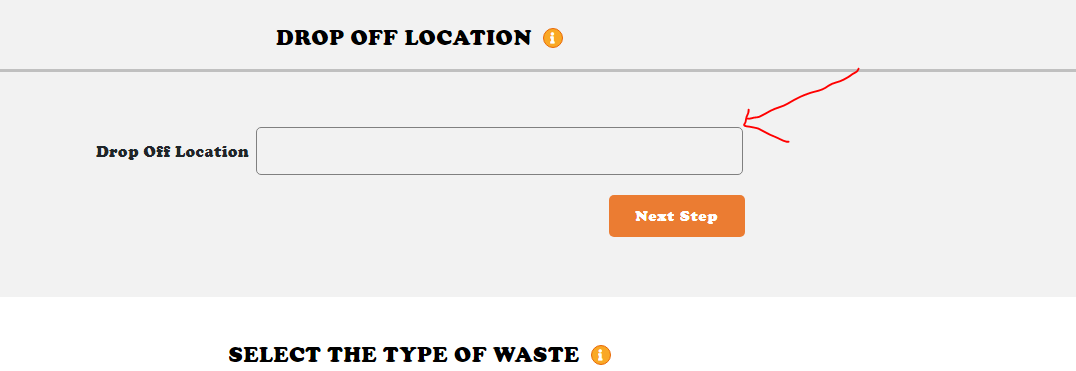 DROP OFF LOCATION
Drop Off Location
Next Step
SELECT THE TYPE OF WASTE